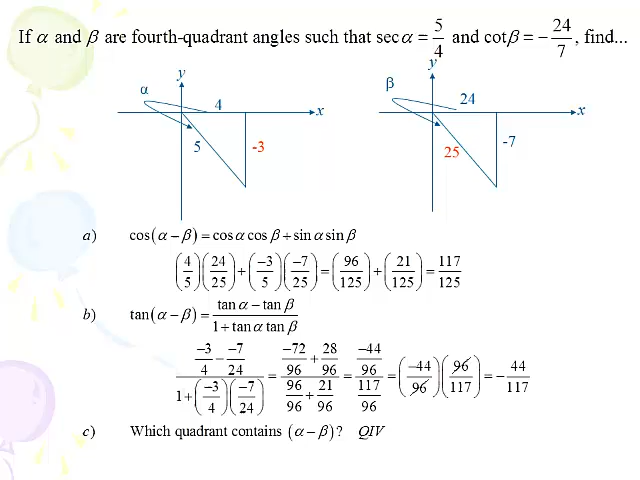 If α and β are fourth-quadrant angles such that sec α = 5/4 and cot β = −24/7, find...
y
α
4
x
5
-3
y
β
24
x
25
-7
a) cos(α − β) = cos α cos β + sin α sin β
(4/5)(24/25) + (−3/5)(−7/25) = (96/125) + (21/125) = 117/125
b) tan(α − β) = (tan α − tan β)/(1 + tan α tan β)
(−3/4 − −7/24)/(1 + (−3/4)(−7/24)) = (−72/96 + 28/96)/(96/96 + 21/96) = (−44/96)/(117/96) = (−44/96)(96/117) = −44/117
c) Which quadrant contains (α − β)? QIV